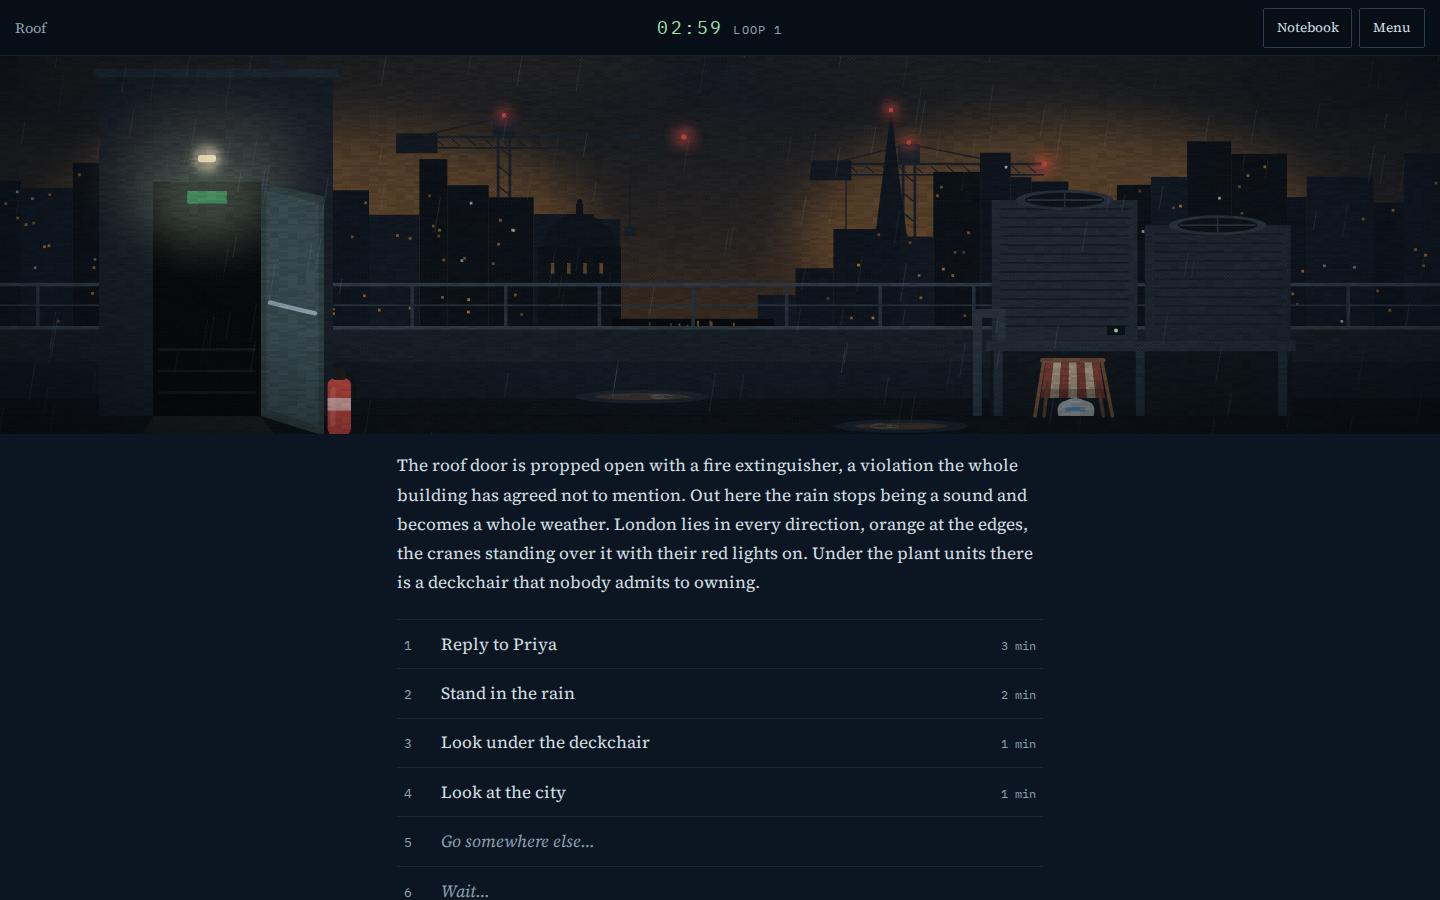 Roof
02:59 LOOP 1
Notebook
Menu
The roof door is propped open with a fire extinguisher, a violation the whole
building has agreed not to mention. Out here the rain stops being a sound and
becomes a whole weather. London lies in every direction, orange at the edges,
the cranes standing over it with their red lights on. Under the plant units there
is a deckchair that nobody admits to owning.
1 Reply to Priya 3 min
2 Stand in the rain 2 min
3 Look under the deckchair 1 min
4 Look at the city 1 min
5 Go somewhere else...
6 Wait...